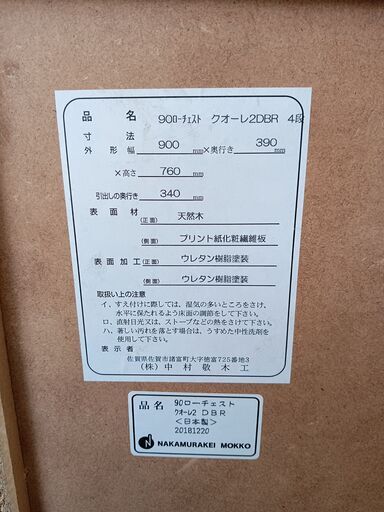 品 名 900ﾛｰﾁｪｽﾄ クオーレ2DBR 4段
寸 法
外 形 幅 900 mm×奥行き 390 mm
×高さ 760 mm
引出しの奥行き 340 mm
表 面 材 (正面) 天然木
(側面) プリント紙化粧繊維板
表 面 加 工 (正面) ウレタン樹脂塗装
(側面) ウレタン樹脂塗装
取扱い上の注意
イ、すえ付けに際しては、湿気の多いところをさけ、
水平に保たれるよう床面の調節をして下さい。
ロ、直射日光又は、ストーブなどの熱をさけて下さい。
ハ、著しい汚れを落とす場合は、うすめた中性洗剤を
使用して下さい。
表 示 者
佐賀県佐賀市諸富町大字徳富725番地3
(株) 中 村 敬 木 工
品 名 90ローチェスト
ｸｵｰﾚ2 DBR
<日本製>
20181220
NAKAMURAKEI MOKKO